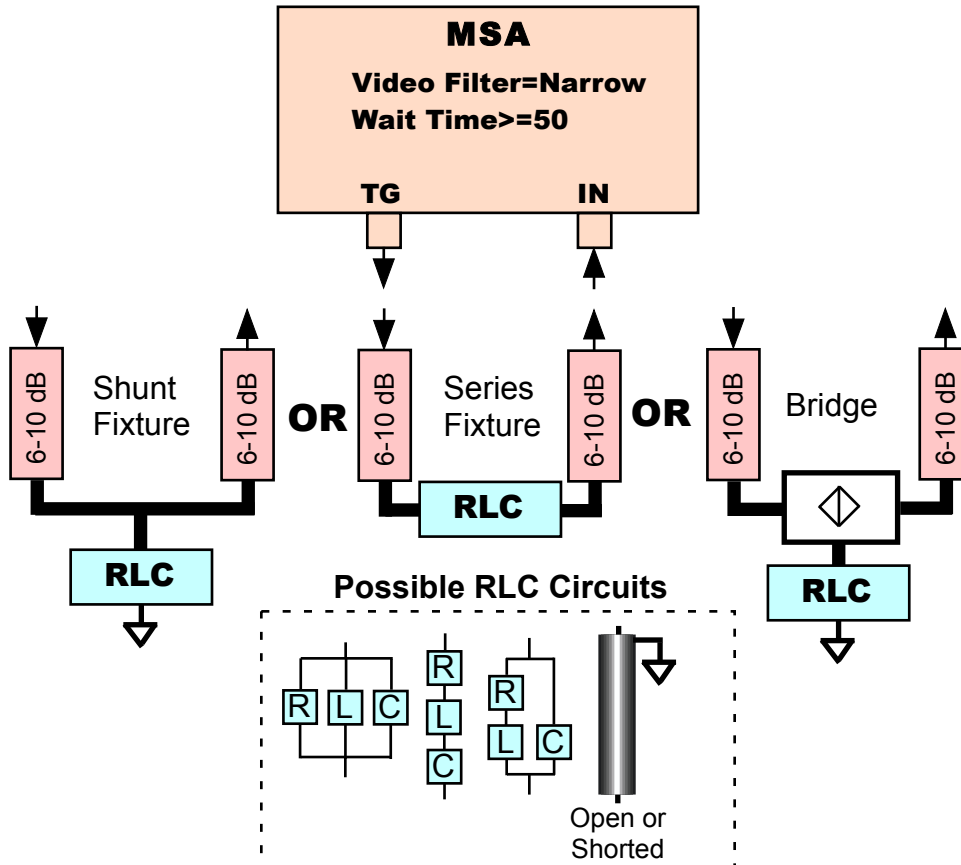 MSA
Video Filter=Narrow
Wait Time>=50
TG
IN
6-10 dB
Shunt
Fixture
6-10 dB
OR
6-10 dB
Series
Fixture
6-10 dB
OR
6-10 dB
Bridge
6-10 dB
RLC
RLC
RLC
Possible RLC Circuits
R
L
C
R
L
C
R
L
C
Open or
Shorted